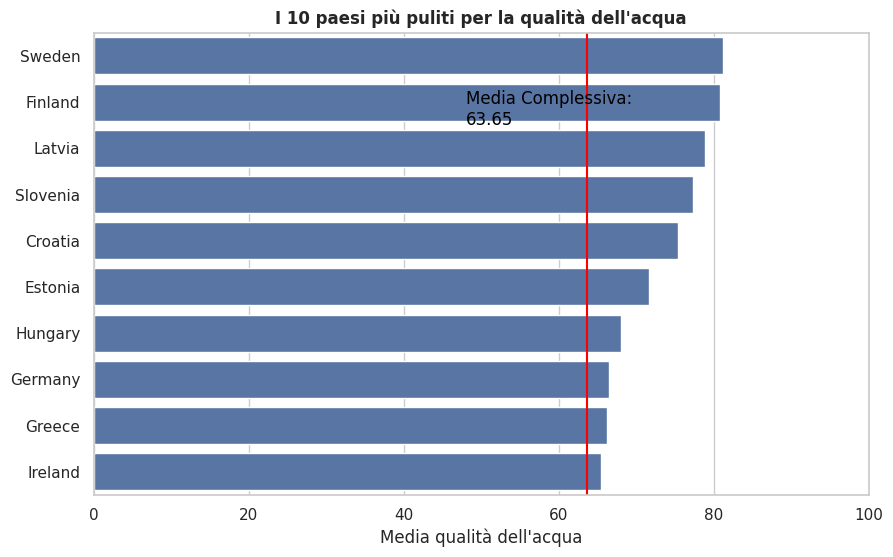 I 10 paesi più puliti per la qualità dell'acqua
Sweden
Finland
Media Complessiva:
63.65
Latvia
Slovenia
Croatia
Estonia
Hungary
Germany
Greece
Ireland
0 20 40 60 80 100
Media qualità dell'acqua